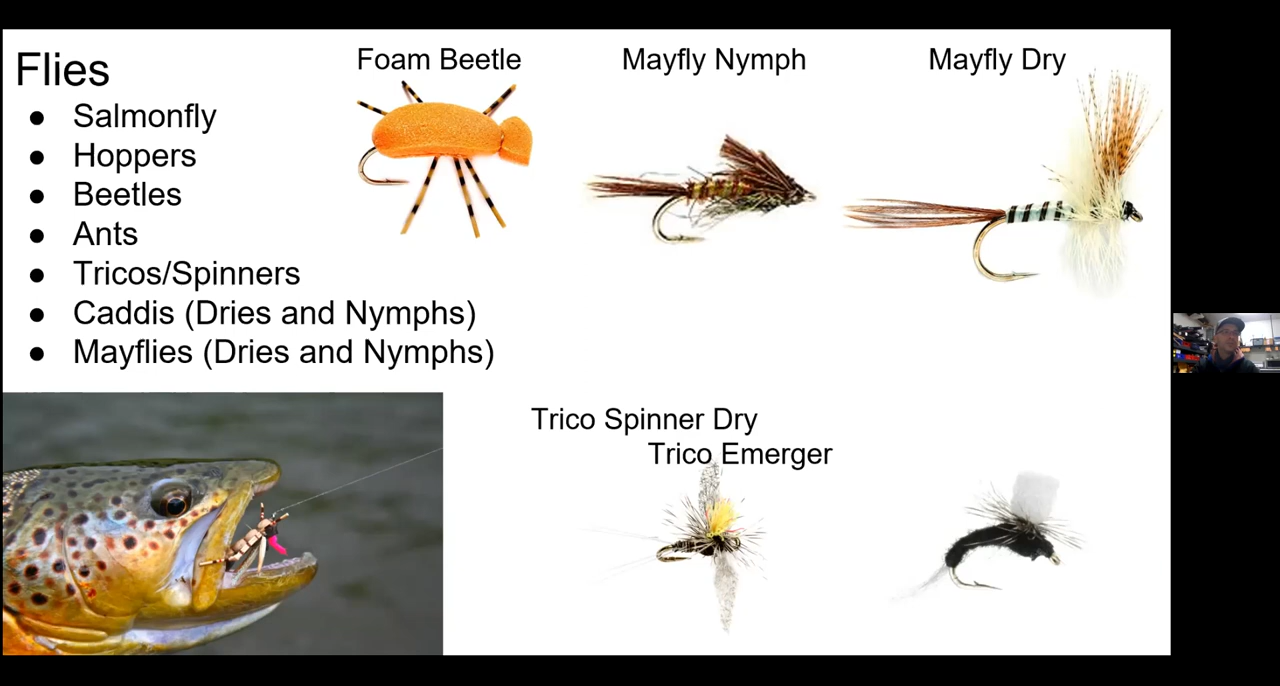 Flies
● Salmonfly
● Hoppers
● Beetles
● Ants
● Tricos/Spinners
● Caddis (Dries and Nymphs)
● Mayflies (Dries and Nymphs)
Foam Beetle
Mayfly Nymph
Mayfly Dry
Trico Spinner Dry
Trico Emerger